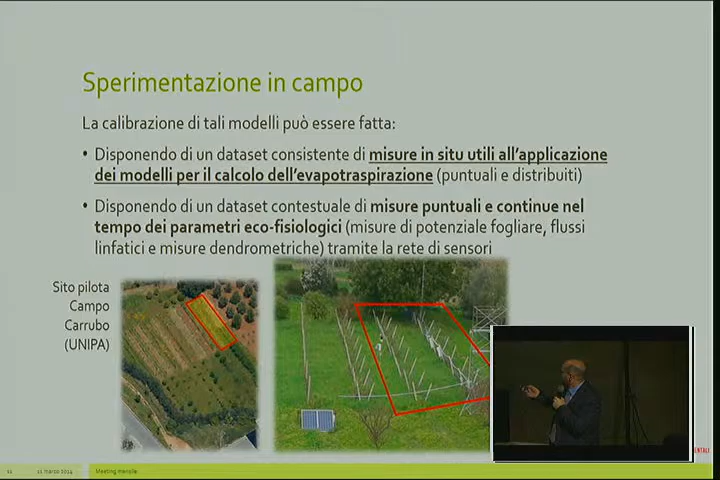 Sperimentazione in campo
La calibrazione di tali modelli può essere fatta:
• Disponendo di un dataset consistente di misure in situ utili all'applicazione
dei modelli per il calcolo dell'evapotraspirazione (puntuali e distribuiti)
• Disponendo di un dataset contestuale di misure puntuali e continue nel
tempo dei parametri eco-fisiologici (misure di potenziale fogliare, flussi
linfatici e misure dendrometriche) tramite la rete di sensori
Sito pilota
Campo
Carrubo
(UNIPA)
11 marzo 2014
Meeting mensile